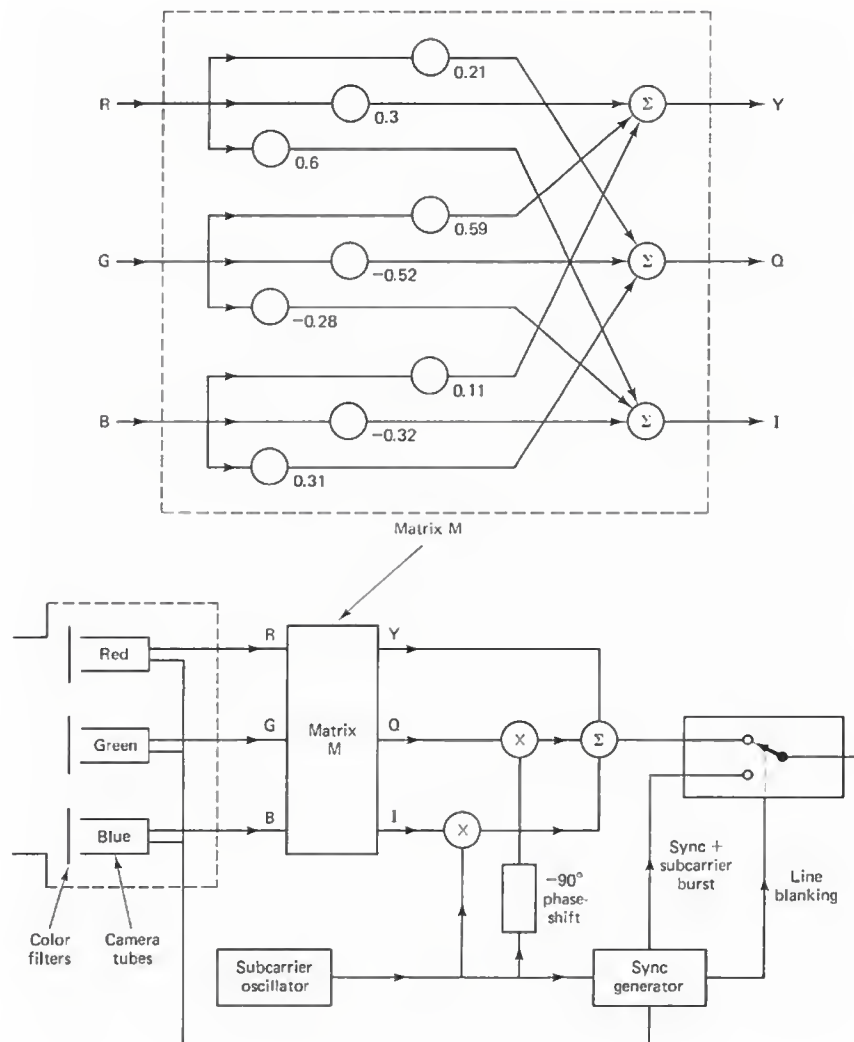 0.21
R
Σ
Y
0.3
0.6
0.59
G
Σ
Q
−0.52
−0.28
0.11
B
Σ
I
−0.32
0.31
Matrix M
R
Y
Red
G
Matrix
M
Q
X
Σ
Green
B
I
X
Blue
Sync +
subcarrier
burst
Line
blanking
−90°
phase-
shift
Color
filters
Camera
tubes
Subcarrier
oscillator
Sync
generator